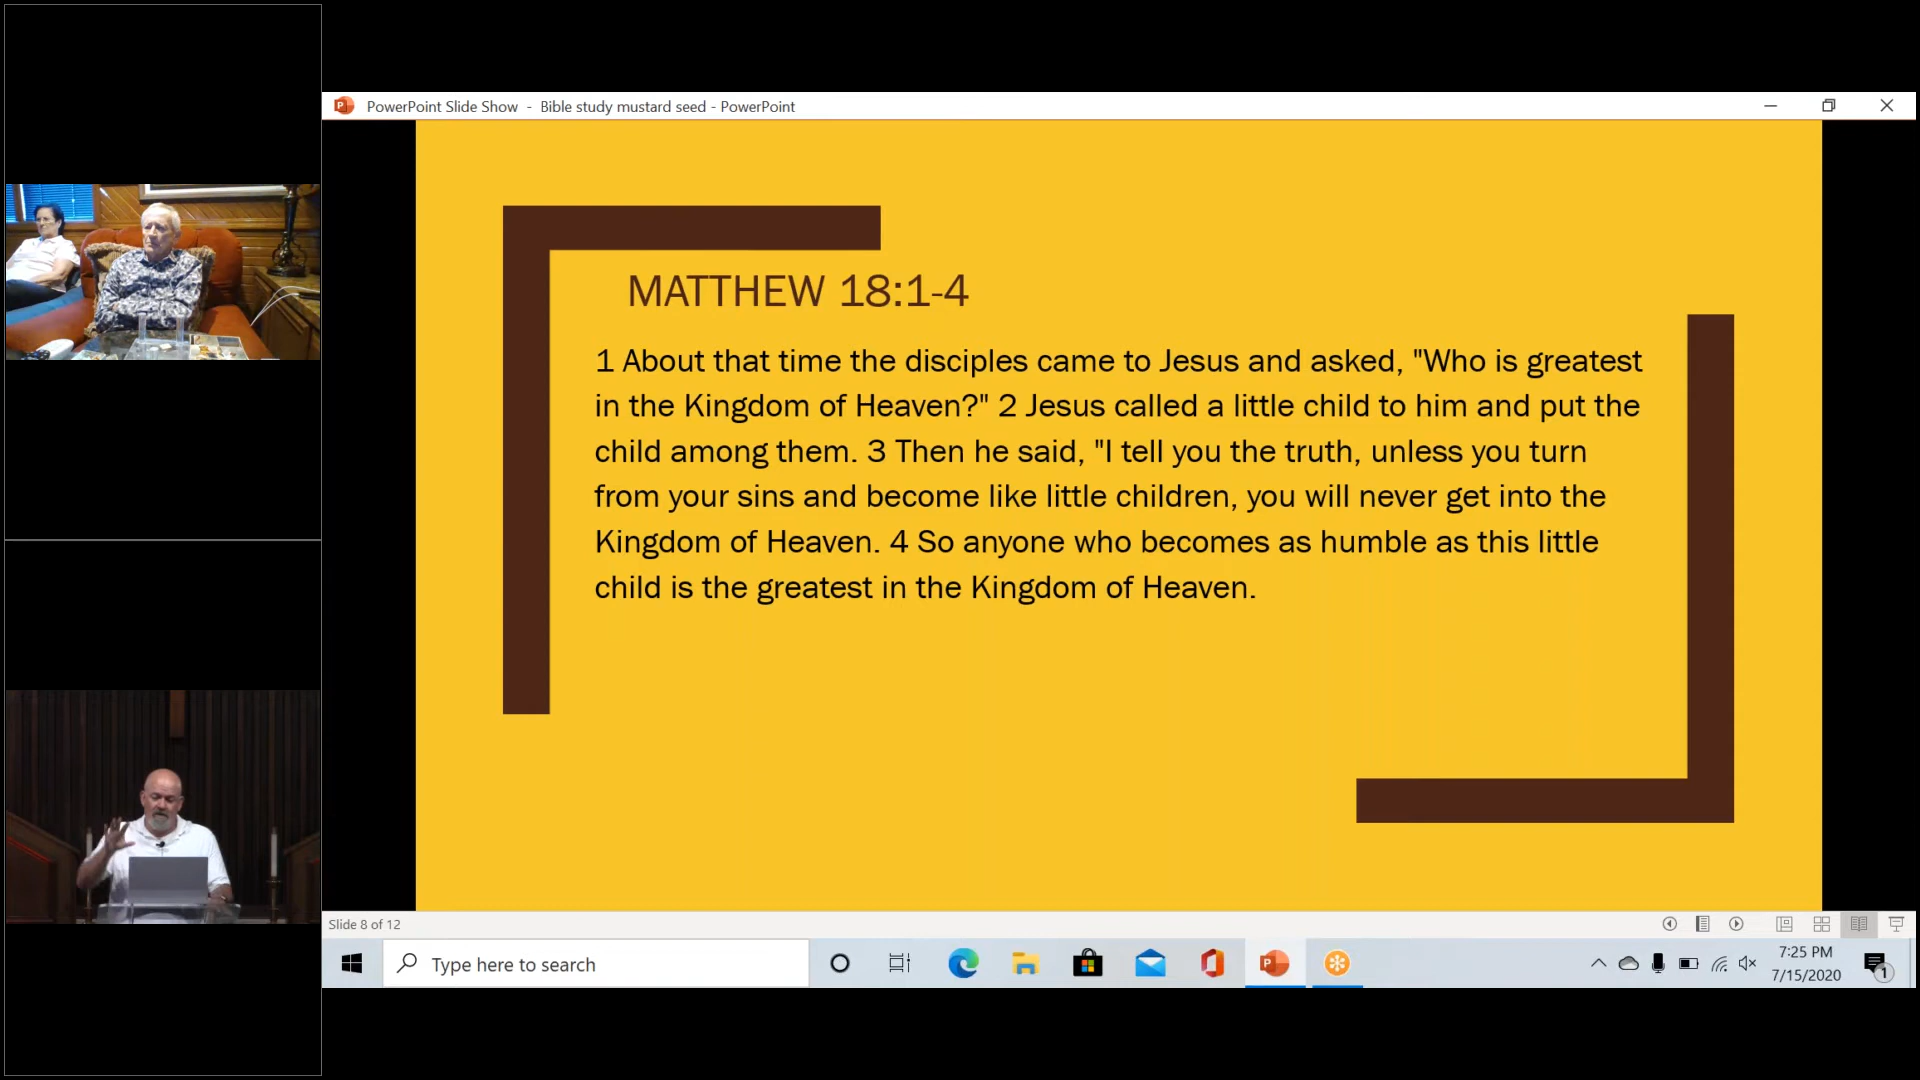 PowerPoint Slide Show - Bible study mustard seed - PowerPoint
MATTHEW 18:1-4
1 About that time the disciples came to Jesus and asked, "Who is greatest
in the Kingdom of Heaven?" 2 Jesus called a little child to him and put the
child among them. 3 Then he said, "I tell you the truth, unless you turn
from your sins and become like little children, you will never get into the
Kingdom of Heaven. 4 So anyone who becomes as humble as this little
child is the greatest in the Kingdom of Heaven.
Slide 8 of 12
Type here to search
7:25 PM
7/15/2020
1